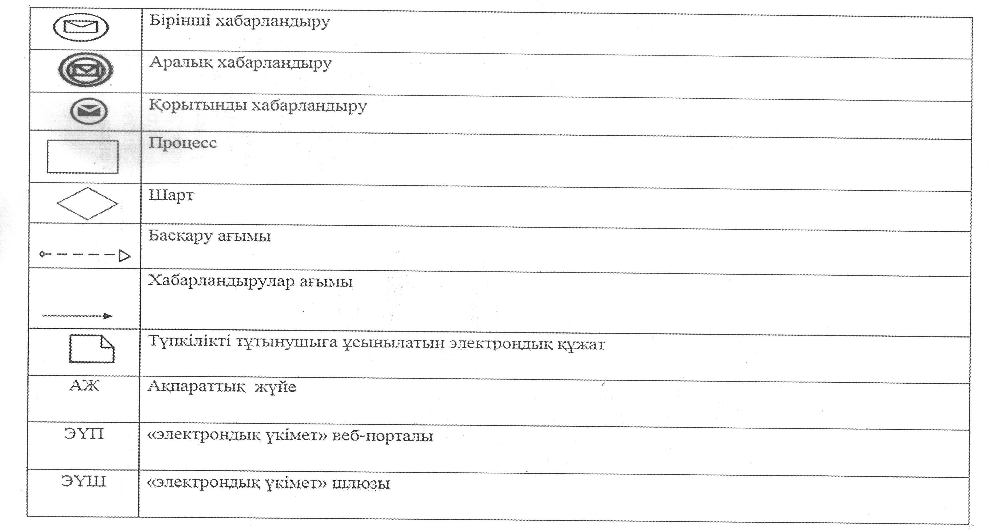 Бірінші хабарландыру
Аралық хабарландыру
Қорытынды хабарландыру
Процесс
Шарт
Басқару ағымы
Хабарландырулар ағымы
Түпкілікті тұтынушыға ұсынылатын электрондық құжат
АЖ Ақпараттық жүйе
ЭҮП «электрондық үкімет» веб-порталы
ЭҮШ «электрондық үкімет» шлюзы